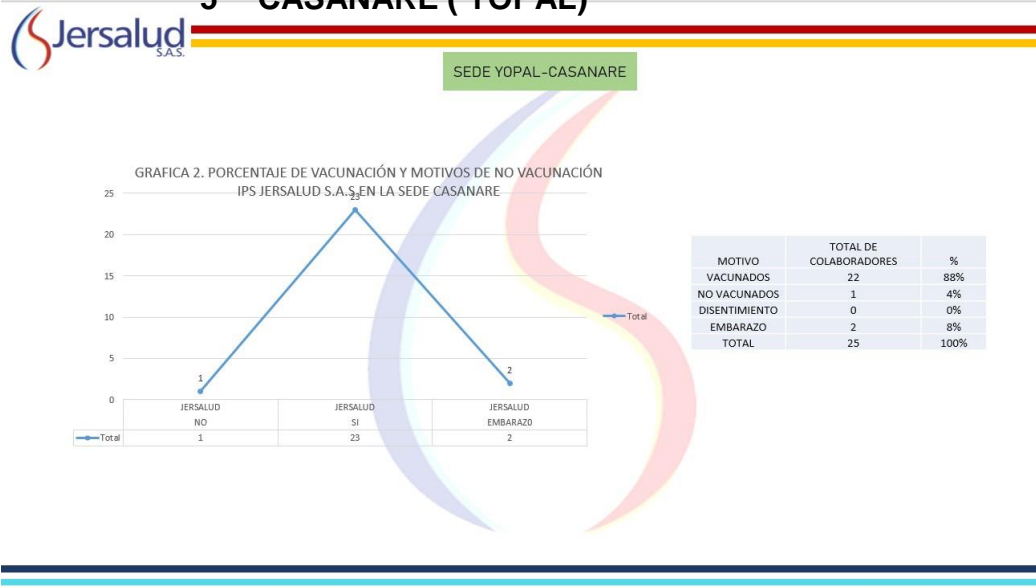 CASANARE ( YOPAL)
Jersalud
S.A.S.
SEDE YOPAL-CASANARE
GRAFICA 2. PORCENTAJE DE VACUNACIÓN Y MOTIVOS DE NO VACUNACIÓN
IPS JERSALUD S.A.S EN LA SEDE CASANARE
25
23
20
15
10
5
0
1
2
Total
JERSALUD JERSALUD JERSALUD
NO SI EMBARAZ0
Total 1 23 2
MOTIVO TOTAL DE COLABORADORES %
VACUNADOS 22 88%
NO VACUNADOS 1 4%
DISENTIMIENTO 0 0%
EMBARAZO 2 8%
TOTAL 25 100%